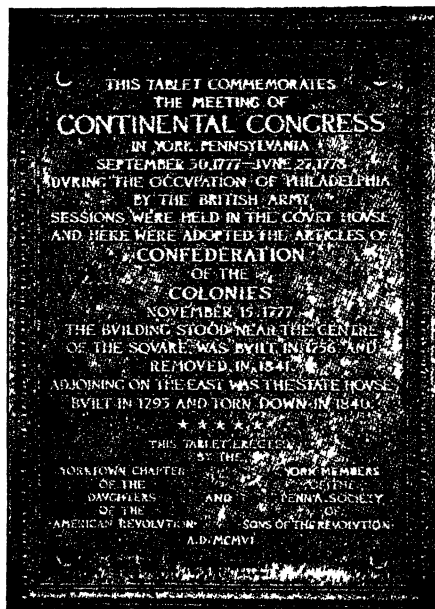 THIS TABLET COMMEMORATES
THE MEETING OF
CONTINENTAL CONGRESS
IN YORK, PENNSYLVANIA
SEPTEMBER 30, 1777—JVNE 27, 1778
DVRING THE OCCVPATION OF PHILADELPHIA
BY THE BRITISH ARMY
SESSIONS WERE HELD IN THE COVRT HOVSE
AND HERE WERE ADOPTED THE ARTICLES OF
CONFEDERATION
OF THE
COLONIES
NOVEMBER 15, 1777
THE BVILDING STOOD NEAR THE CENTRE
OF THE SQVARE, WAS BVILT IN 1756, AND
REMOVED IN 1841.
ADJOINING ON THE EAST WAS THE STATE HOVSE
BVILT IN 1793 AND TORN DOWN IN 1840.
★ ★ ★ ★ ★
THIS TABLET ERECTED
BY THE
YORKTOWN CHAPTER YORK MEMBERS
OF THE OF THE
DAVGHTERS AND PENN'A. SOCIETY
OF THE OF
AMERICAN REVOLVTION SONS OF THE REVOLVTION
A.D. MCMVI